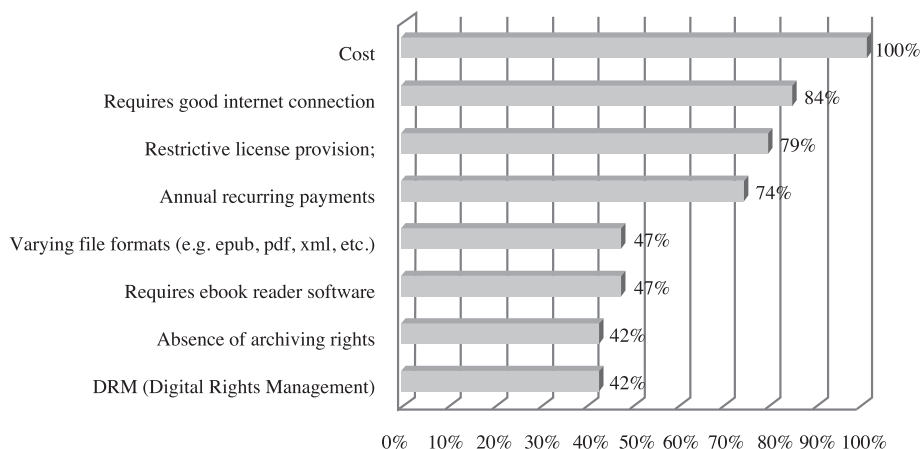 Cost
100%
Requires good internet connection
84%
Restrictive license provision;
79%
Annual recurring payments
74%
Varying file formats (e.g. epub, pdf, xml, etc.)
47%
Requires ebook reader software
47%
Absence of archiving rights
42%
DRM (Digital Rights Management)
42%
0% 10% 20% 30% 40% 50% 60% 70% 80% 90% 100%